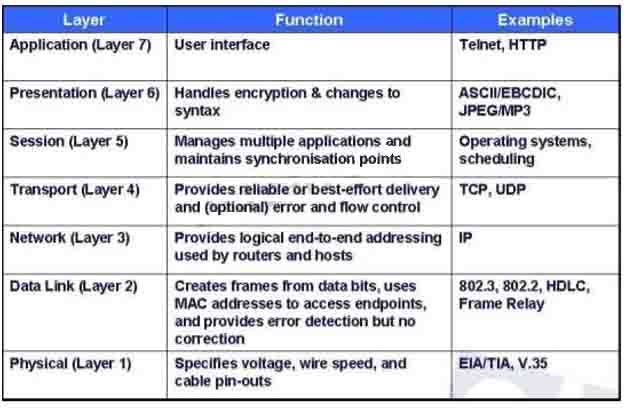 Layer Function Examples
Application (Layer 7) User interface Telnet, HTTP
Presentation (Layer 6) Handles encryption & changes to ASCII/EBCDIC,
syntax JPEG/MP3
Session (Layer 5) Manages multiple applications and Operating systems,
maintains synchronisation points scheduling
Transport (Layer 4) Provides reliable or best-effort delivery TCP, UDP
and (optional) error and flow control
Network (Layer 3) Provides logical end-to-end addressing IP
used by routers and hosts
Data Link (Layer 2) Creates frames from data bits, uses 802.3, 802.2, HDLC,
MAC addresses to access endpoints, Frame Relay
and provides error detection but no
correction
Physical (Layer 1) Specifies voltage, wire speed, and EIA/TIA, V.35
cable pin-outs